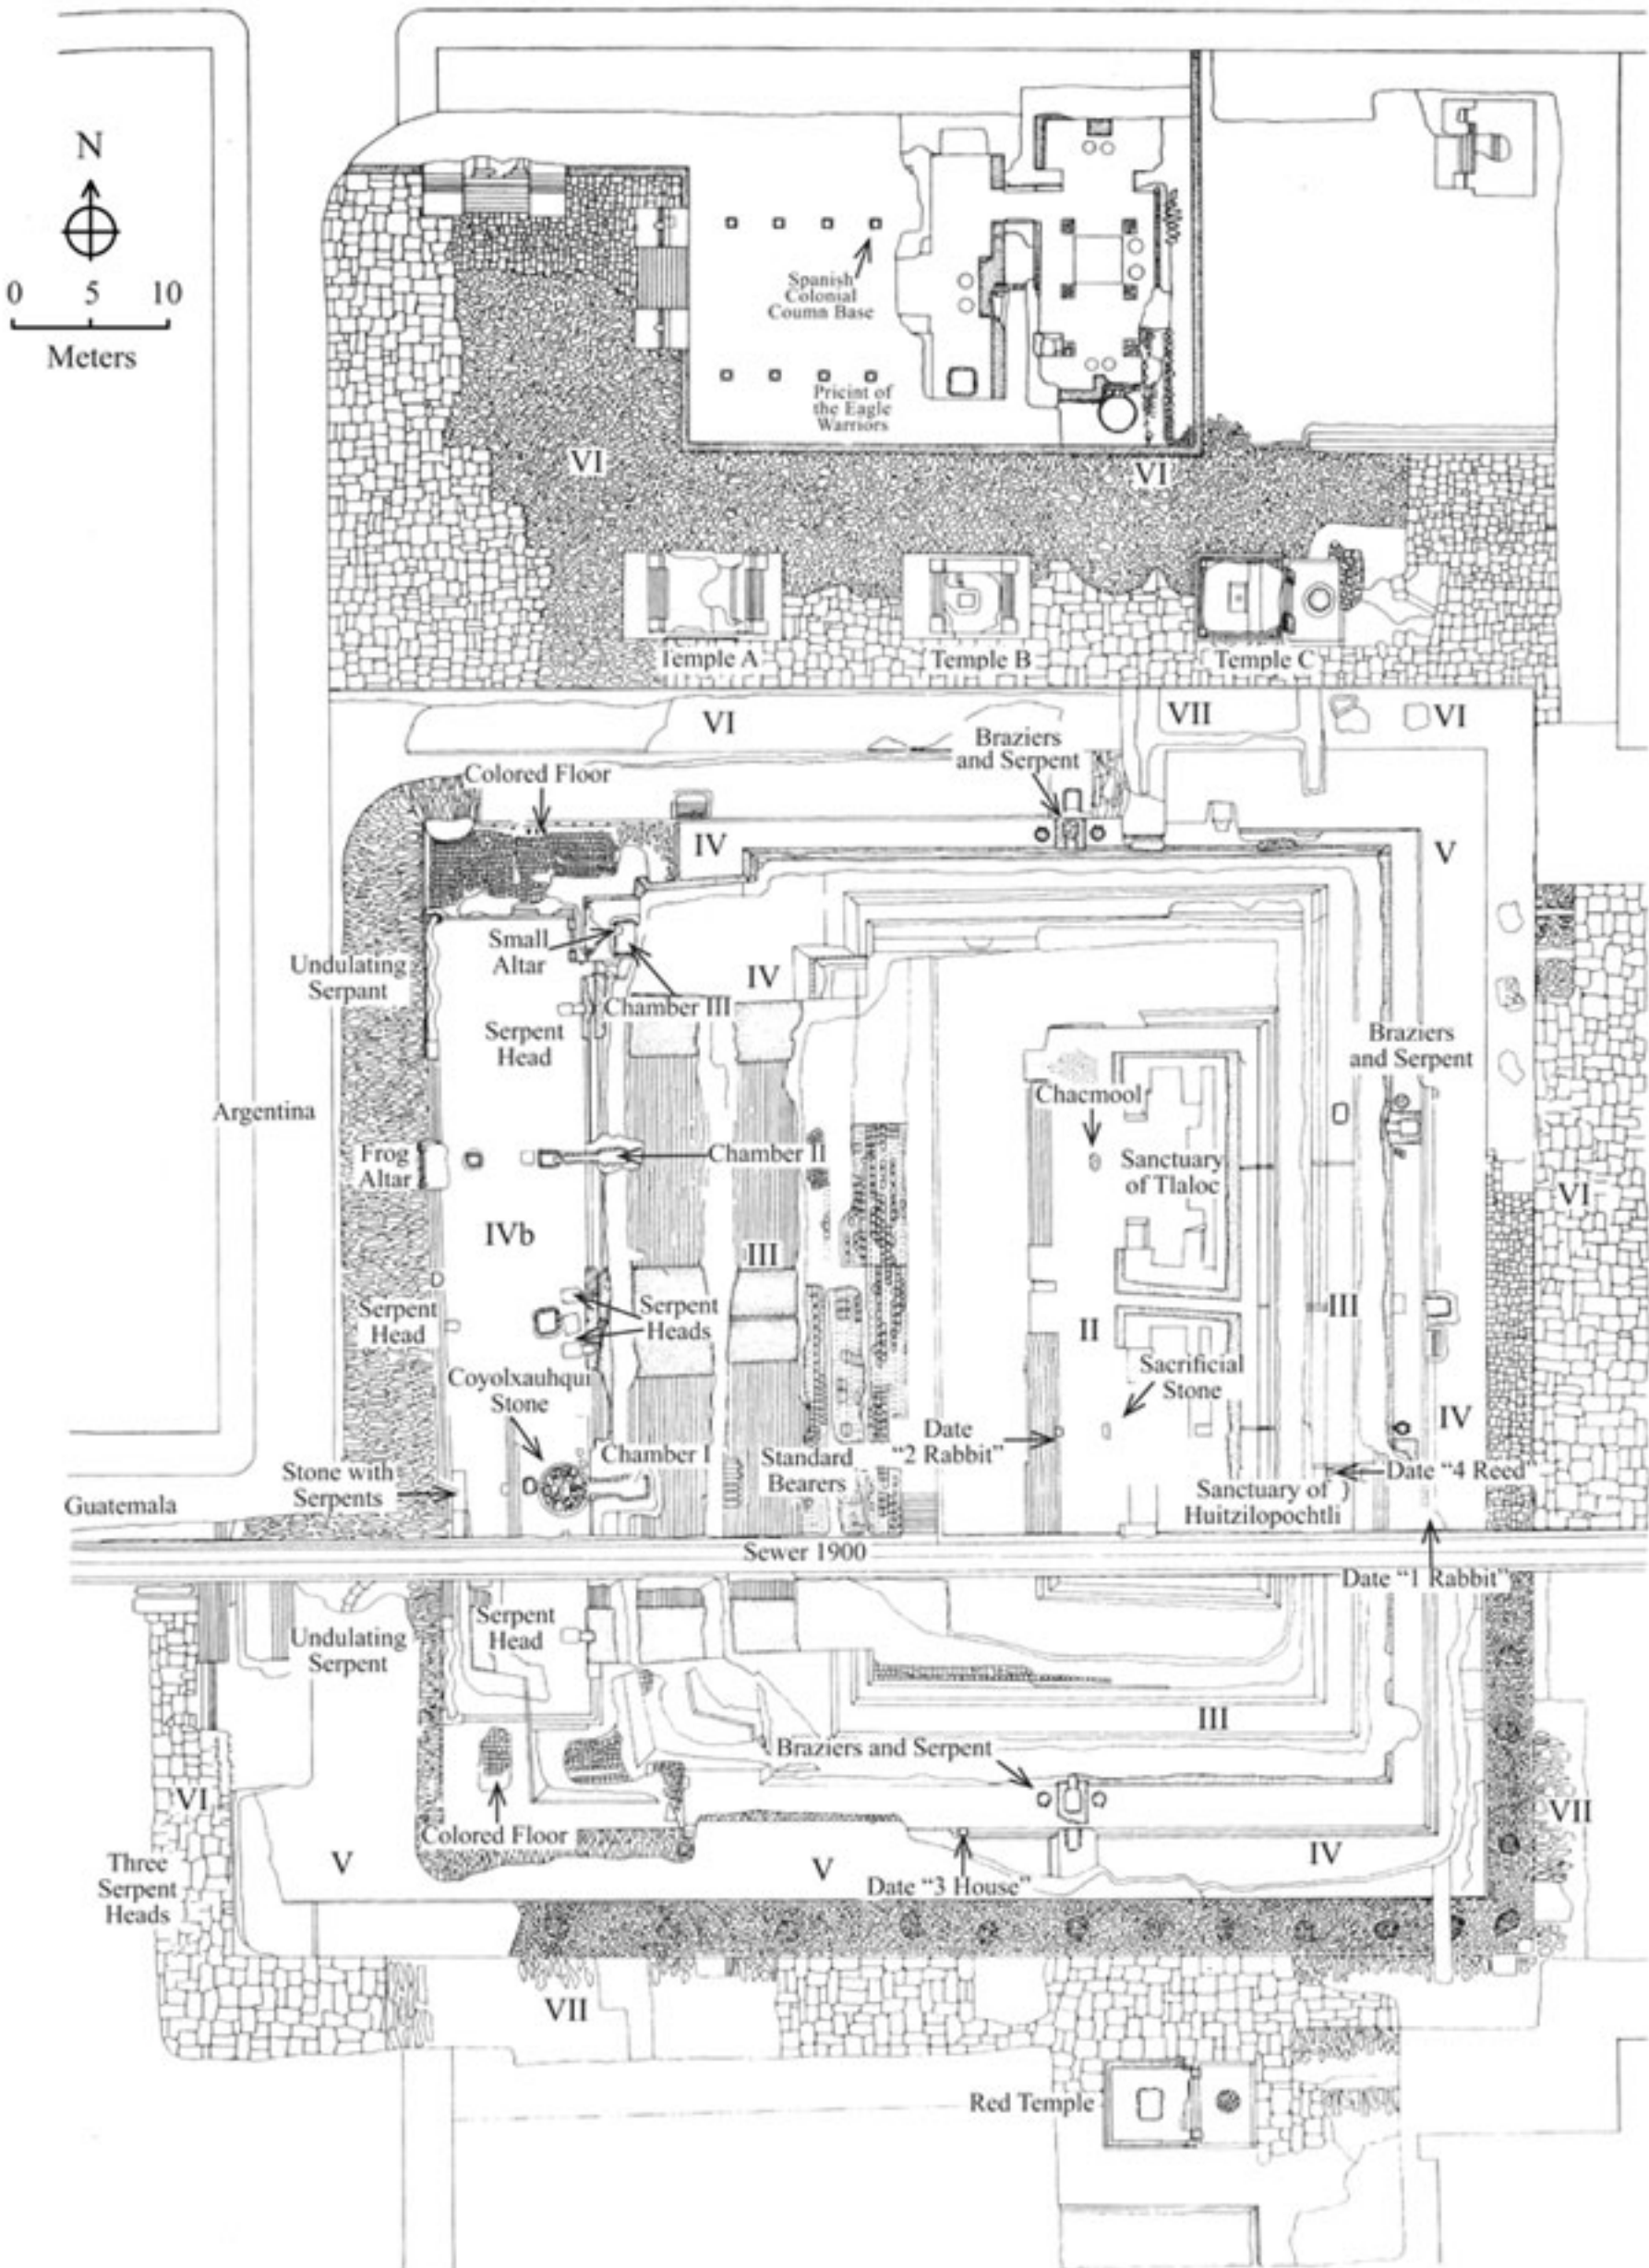 N
0 5 10
Meters
Spanish
Colonial
Coumn Base
Pricint of
the Eagle
Warriors
VI
VI
Temple A
Temple B
Temple C
VI
VII
VI
Braziers
and Serpent
Colored Floor
IV
V
Small
Altar
Undulating
Serpant
IV
Chamber III
Serpent
Head
Braziers
and Serpent
Chacmool
Argentina
Frog
Altar
Chamber II
Sanctuary
of Tlaloc
VI
IVb
III
D
Serpent
Head
Serpent
Heads
II
III
Coyolxauhqui
Stone
Sacrificial
Stone
IV
Date
"2 Rabbit"
Chamber I
Standard
Bearers
Stone with
Serpents
Date "4 Reed"
Sanctuary of
Huitzilopochtli
Guatemala
Sewer 1900
Date "1 Rabbit"
Serpent
Head
Undulating
Serpent
III
Braziers and Serpent
VI
VII
Colored Floor
V
V
IV
Three
Serpent
Heads
Date "3 House"
VII
Red Temple